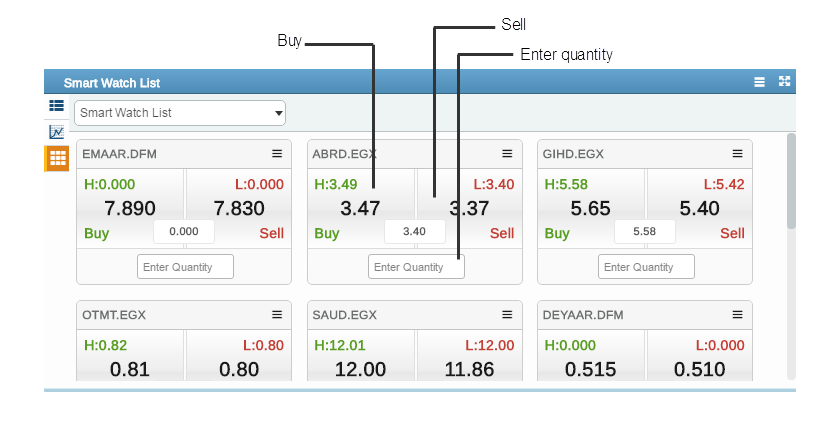 Sell
Buy
Enter quantity
Smart Watch List
Smart Watch List
EMAAR.DFM ABRD.EGX GIHD.EGX
H:0.000 L:0.000 H:3.49 L:3.40 H:5.58 L:5.42
7.890 7.830 3.47 3.37 5.65 5.40
Buy 0.000 Sell Buy 3.40 Sell Buy 5.58 Sell
Enter Quantity Enter Quantity Enter Quantity
OTMT.EGX SAUD.EGX DEYAAR.DFM
H:0.82 L:0.80 H:12.01 L:12.00 H:0.000 L:0.000
0.81 0.80 12.00 11.86 0.515 0.510